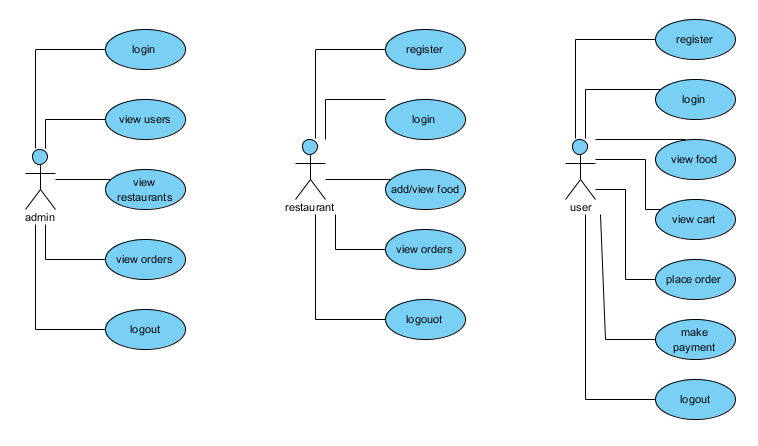 login
view users
view
restaurants
view orders
logout
admin
register
login
add/view food
view orders
logouot
restaurant
register
login
view food
view cart
place order
make
payment
logout
user